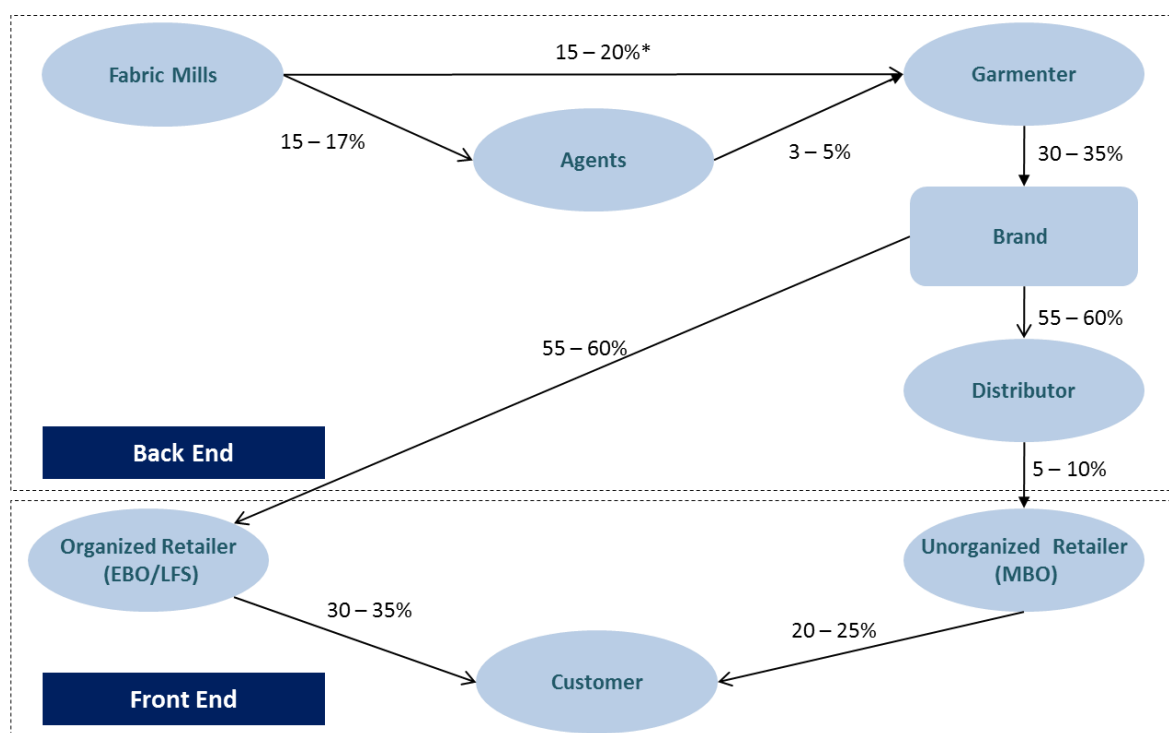 15 – 20%*
Fabric Mills
Garmenter
15 – 17%
Agents
3 – 5%
30 – 35%
Brand
55 – 60%
55 – 60%
Distributor
Back End
5 – 10%
Organized Retailer
(EBO/LFS)
Unorganized Retailer
(MBO)
30 – 35%
20 – 25%
Customer
Front End